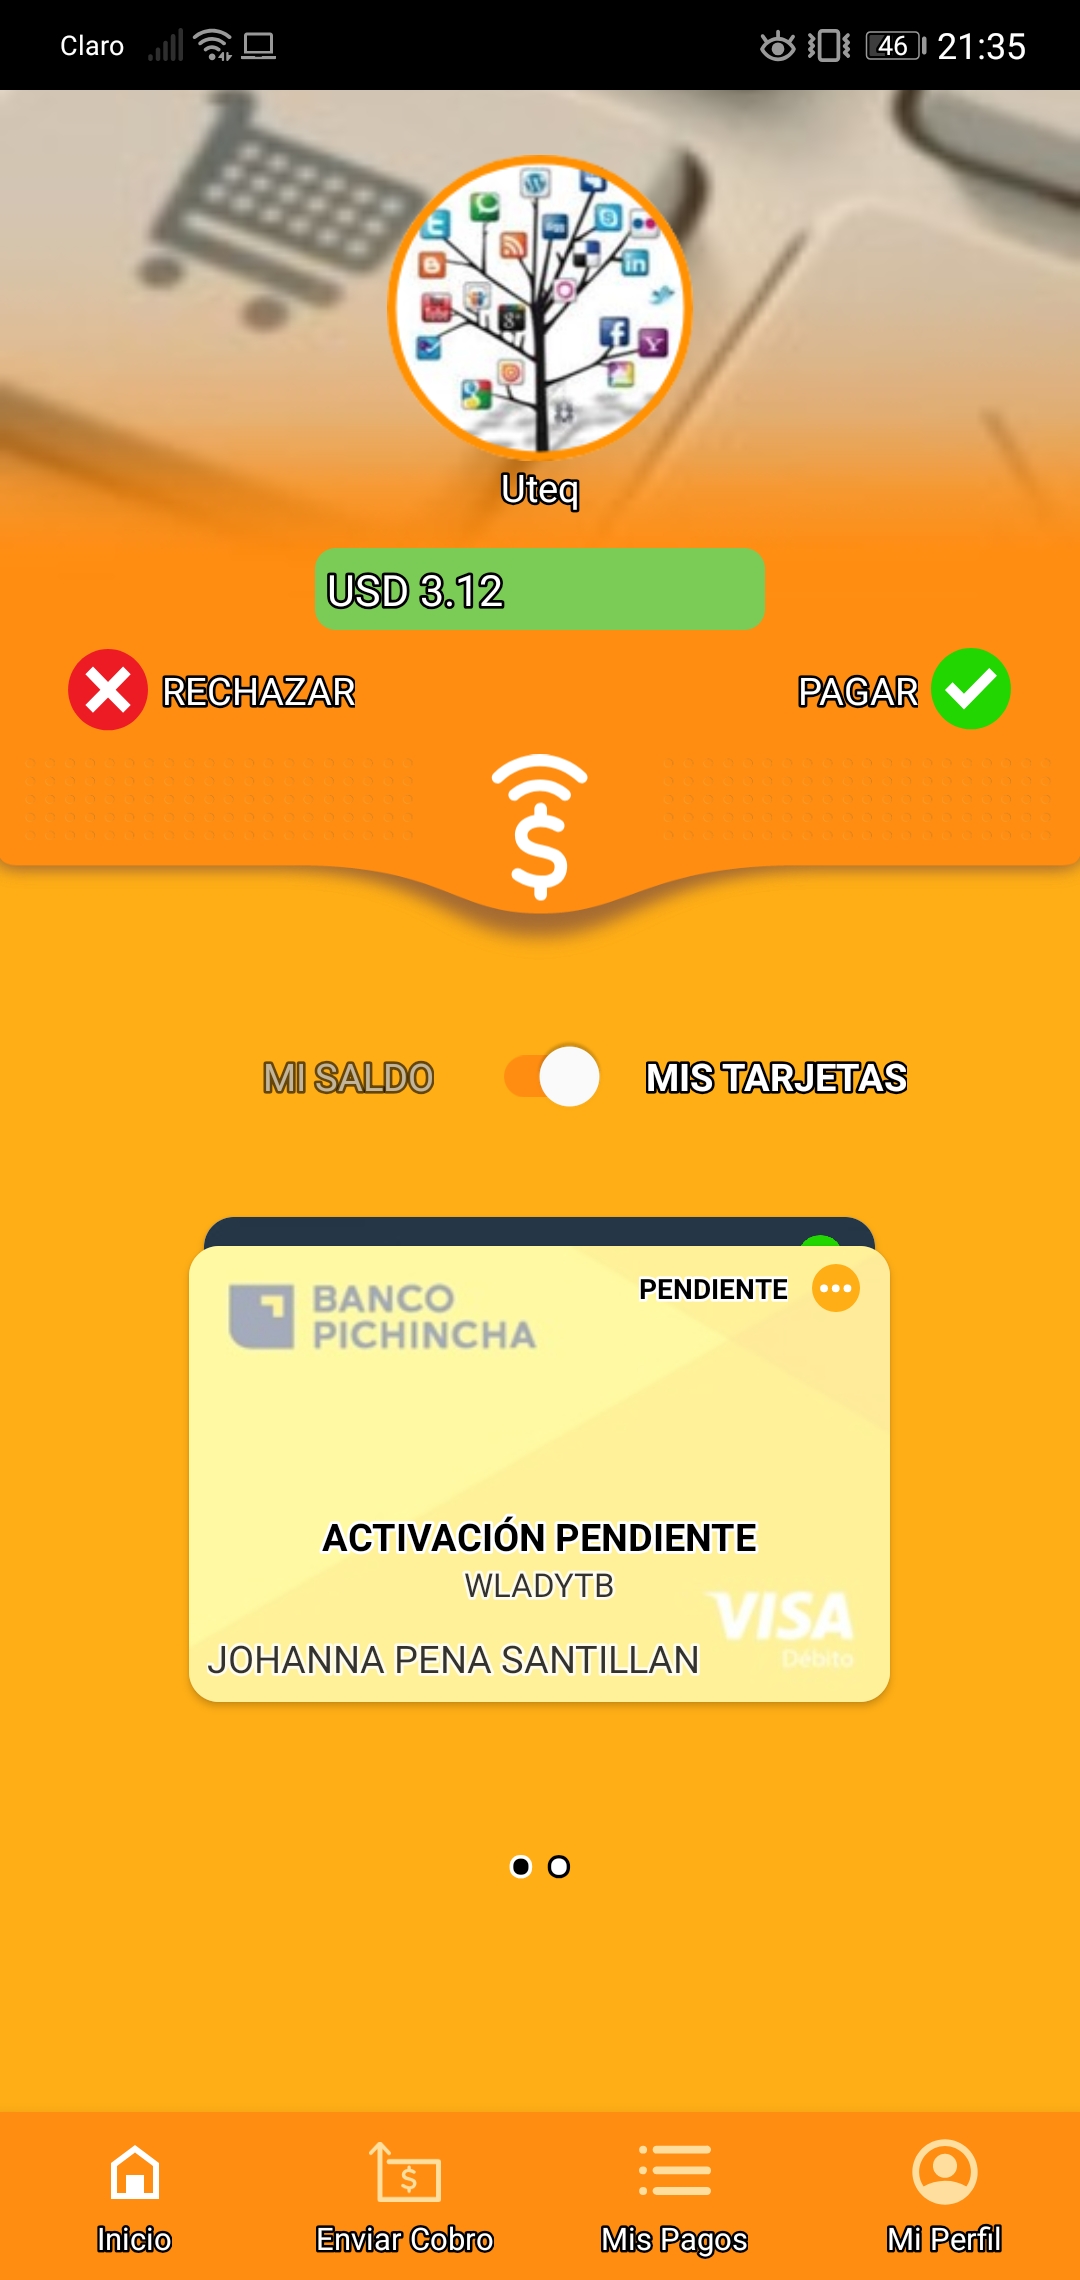 Claro
46
21:35
Uteq
USD 3.12
RECHAZAR
PAGAR
MI SALDO
MIS TARJETAS
BANCO
PICHINCHA
PENDIENTE
ACTIVACIÓN PENDIENTE
WLADYTB
VISA
Débito
JOHANNA PENA SANTILLAN
Inicio
Enviar Cobro
Mis Pagos
Mi Perfil